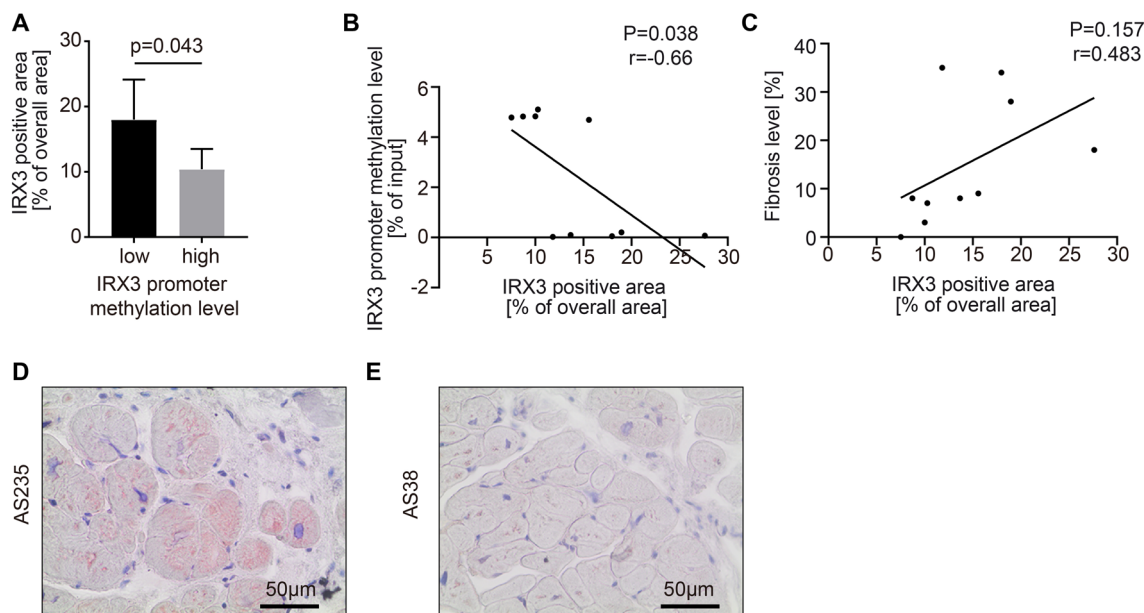 A
IRX3 positive area
[% of overall area]
30
20
10
0
p=0.043
low
high
IRX3 promoter
methylation level
B
P=0.038
r=-0.66
IRX3 promoter methylation level
[% of input]
6
4
2
0
-2
5
10
15
20
25
30
IRX3 positive area
[% of overall area]
C
P=0.157
r=0.483
Fibrosis level [%]
40
30
20
10
0
0
5
10
15
20
25
30
IRX3 positive area
[% of overall area]
D
AS235
50μm
E
AS38
50μm